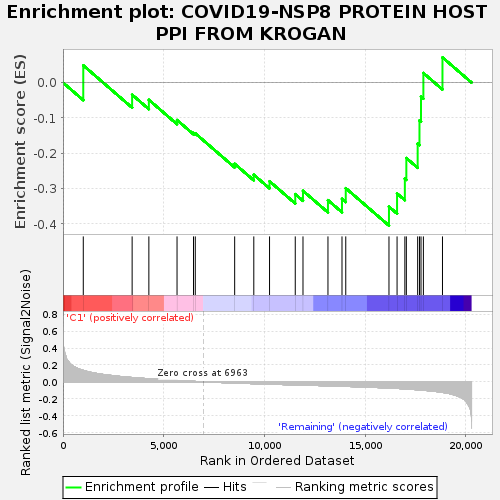 Enrichment plot: COVID19-NSP8 PROTEIN HOST
PPI FROM KROGAN
Enrichment score (ES)
0.0
-0.1
-0.2
-0.3
-0.4
'C1' (positively correlated)
Ranked list metric (Signal2Noise)
0.8
0.6
0.4
0.2
0.0
-0.2
-0.4
-0.6
Zero cross at 6963
'Remaining' (negatively correlated)
0
5,000
10,000
15,000
20,000
Rank in Ordered Dataset
Enrichment profile
Hits
Ranking metric scores